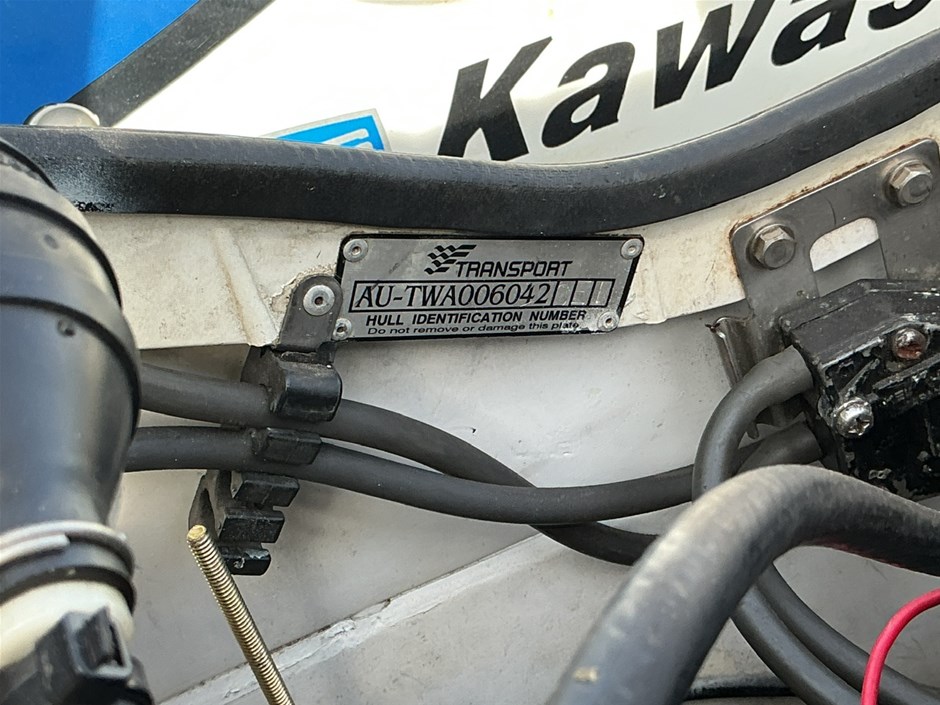 Kawas
TRANSPORT
AU-TWA006042
HULL IDENTIFICATION NUMBER
Do not remove or damage this plate